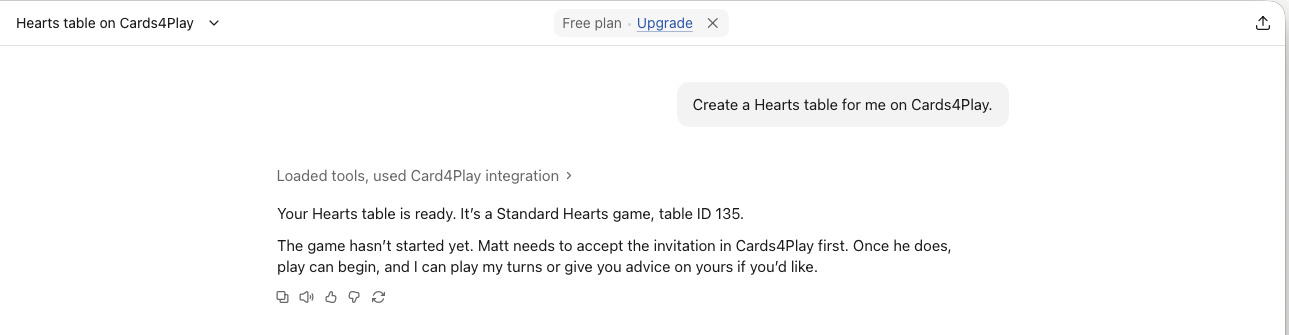 Hearts table on Cards4Play
Free plan · Upgrade
Create a Hearts table for me on Cards4Play.
Loaded tools, used Card4Play integration
Your Hearts table is ready. It’s a Standard Hearts game, table ID 135.
The game hasn’t started yet. Matt needs to accept the invitation in Cards4Play first. Once he does,
play can begin, and I can play my turns or give you advice on yours if you’d like.